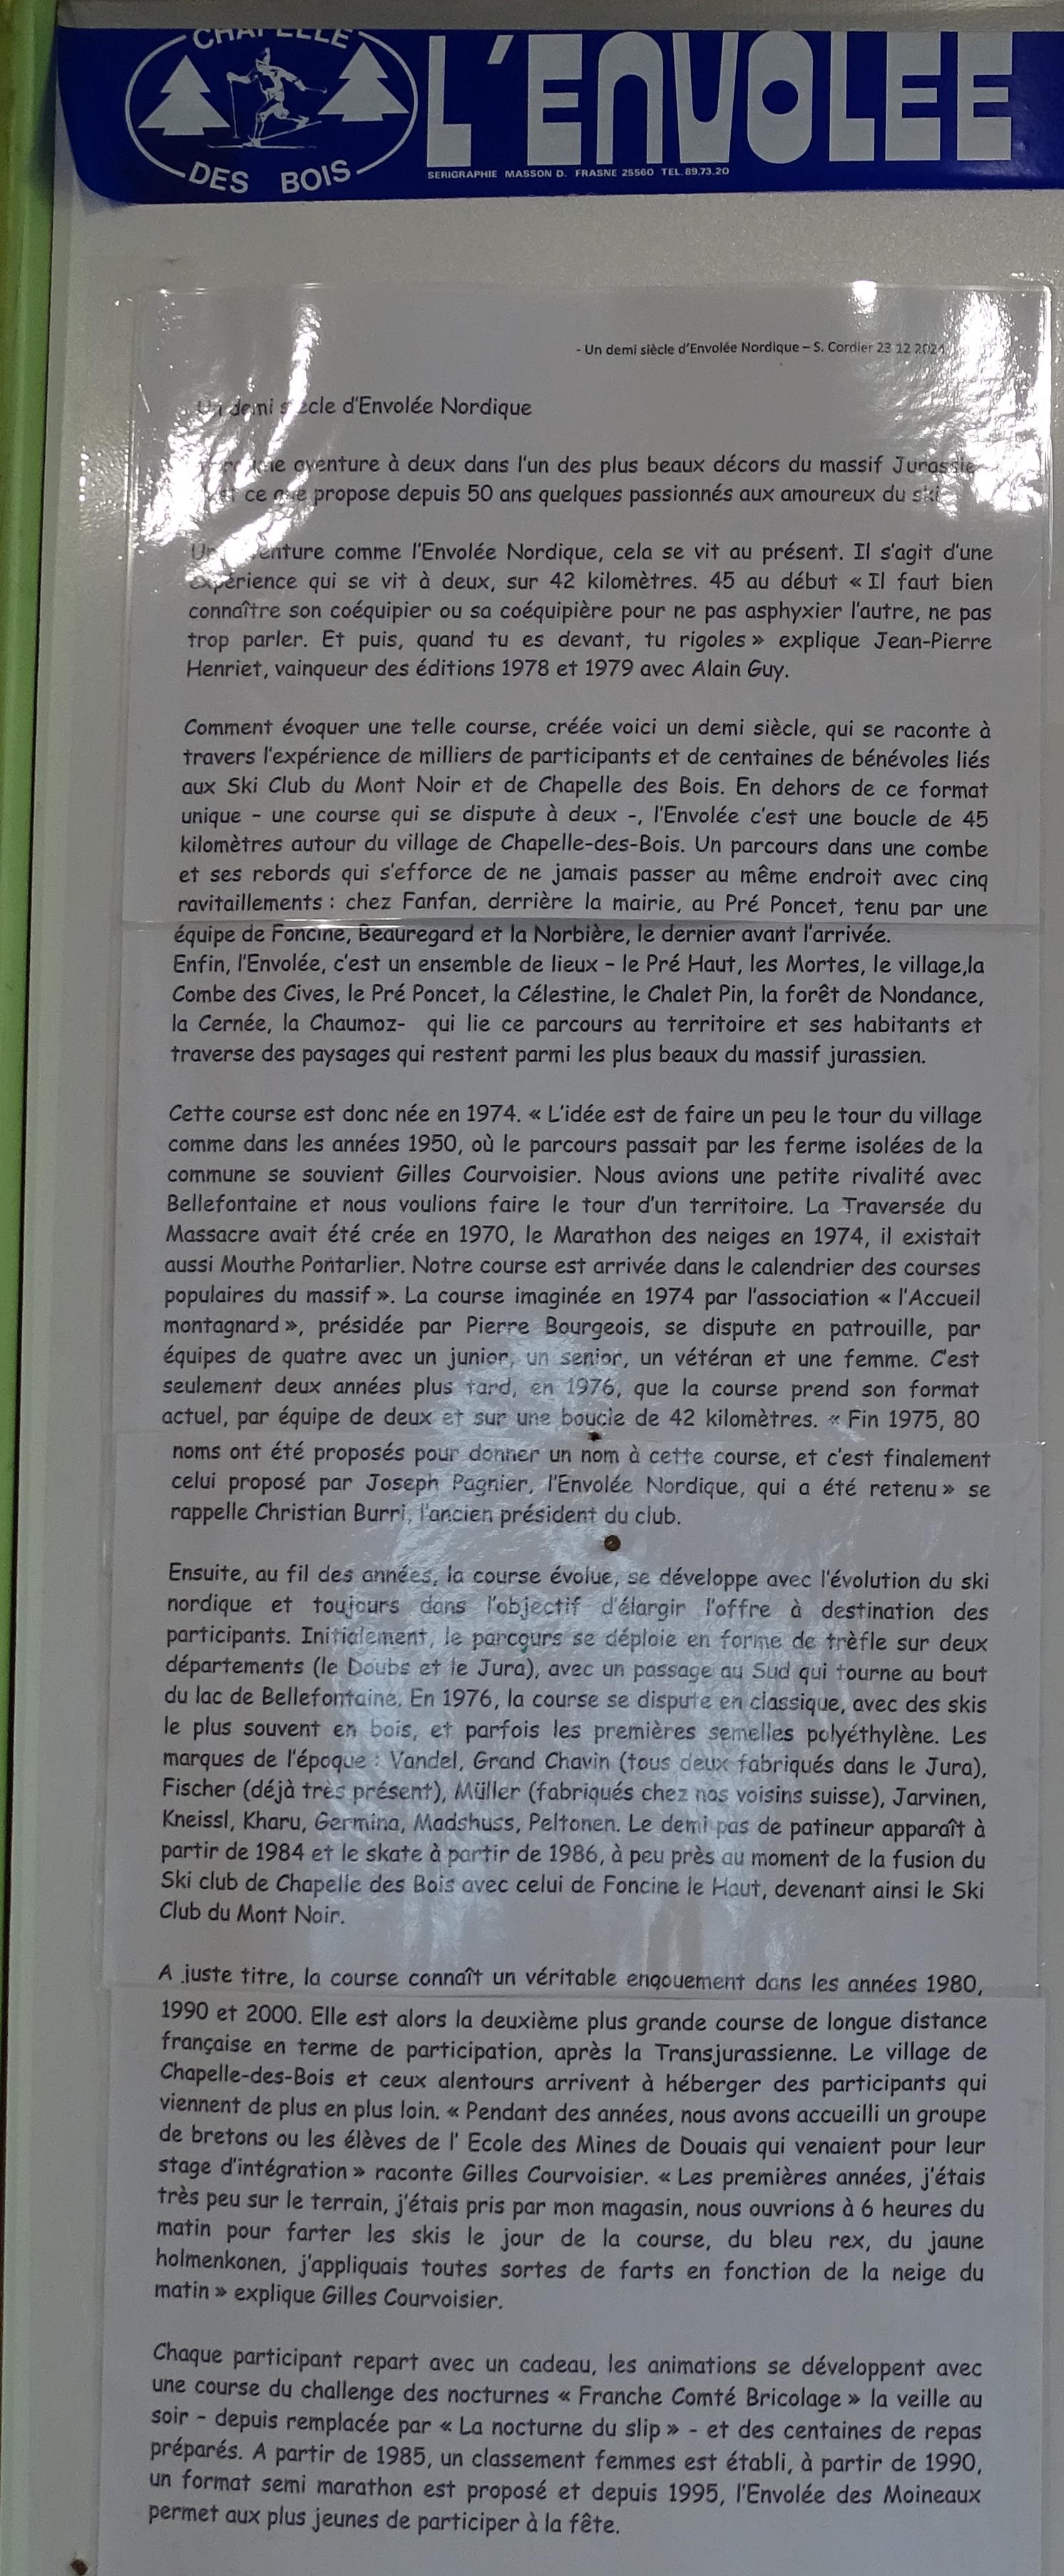 CHAPELLE
DES BOIS
L'ENVOLEE
SERIGRAPHIE MASSON D. FRASNE 25560 TEL.89.73.20
- Un demi siècle d'Envolée Nordique – S. Cordier 23 12 2024
Un demi siècle d'Envolée Nordique
une aventure à deux dans l'un des plus beaux décors du massif
ce que propose depuis 50 ans quelques passionnés aux amoureux du ski
Une aventure comme l'Envolée Nordique, cela se vit au présent. Il s'agit d'une
expérience qui se vit à deux, sur 42 kilomètres. 45 au début « Il faut bien
connaître son coéquipier ou sa coéquipière pour ne pas asphyxier l'autre, ne pas
trop parler. Et puis, quand tu es devant, tu rigoles » explique Jean-Pierre
Henriet, vainqueur des éditions 1978 et 1979 avec Alain Guy.
Comment évoquer une telle course, créée voici un demi siècle, qui se raconte à
travers l'expérience de milliers de participants et de centaines de bénévoles liés
aux Ski Club du Mont Noir et de Chapelle des Bois. En dehors de ce format
unique – une course qui se dispute à deux -, l'Envolée c'est une boucle de 45
kilomètres autour du village de Chapelle-des-Bois. Un parcours dans une combe
et ses rebords qui s'efforce de ne jamais passer au même endroit avec cinq
ravitaillements : chez Fanfan, derrière la mairie, au Pré Poncet, tenu par une
équipe de Foncine, Beauregard et la Norbière, le dernier avant l'arrivée.
Enfin, l'Envolée, c'est un ensemble de lieux – le Pré Haut, les Mortes, le village,la
Combe des Cives, le Pré Poncet, la Célestine, le Chalet Pin, la forêt de Nondance,
la Cernée, la Chaumoz- qui lie ce parcours au territoire et ses habitants et
traverse des paysages qui restent parmi les plus beaux du massif jurassien.
Cette course est donc née en 1974. « L'idée est de faire un peu le tour du village
comme dans les années 1950, où le parcours passait par les ferme isolées de la
commune se souvient Gilles Courvoisier. Nous avions une petite rivalité avec
Bellefontaine et nous voulions faire le tour d'un territoire. La Traversée du
Massacre avait été crée en 1970, le Marathon des neiges en 1974, il existait
aussi Mouthe Pontarlier. Notre course est arrivée dans le calendrier des courses
populaires du massif ». La course imaginée en 1974 par l'association « l'Accueil
montagnard », présidée par Pierre Bourgeois, se dispute en patrouille, par
équipes de quatre avec un junior, un senior, un vétéran et une femme. C'est
seulement deux années plus tard, en 1976, que la course prend son format
actuel, par équipe de deux et sur une boucle de 42 kilomètres. « Fin 1975, 80
noms ont été proposés pour donner un nom à cette course, et c'est finalement
celui proposé par Joseph Pagnier, l'Envolée Nordique, qui a été retenu » se
rappelle Christian Burri, l'ancien président du club.
Ensuite, au fil des années, la course évolue, se développe avec l'évolution du ski
nordique et toujours dans l'objectif d'élargir l'offre à destination des
participants. Initialement, le parcours se déploie en forme de trèfle sur deux
départements (le Doubs et le Jura), avec un passage au Sud qui tourne au bout
du lac de Bellefontaine. En 1976, la course se dispute en classique, avec des skis
le plus souvent en bois, et parfois les premières semelles polyéthylène. Les
marques de l'époque : Vandel, Grand Chavin (tous deux fabriqués dans le Jura),
Fischer (déjà très présent), Müller (fabriqués chez nos voisins suisse), Jarvinen,
Kneissl, Kharu, Germina, Madshuss, Peltonen. Le demi pas de patineur apparaît à
partir de 1984 et le skate à partir de 1986, à peu près au moment de la fusion du
Ski club de Chapelle des Bois avec celui de Foncine le Haut, devenant ainsi le Ski
Club du Mont Noir.
A juste titre, la course connaît un véritable engouement dans les années 1980,
1990 et 2000. Elle est alors la deuxième plus grande course de longue distance
française en terme de participation, après la Transjurassienne. Le village de
Chapelle-des-Bois et ceux alentours arrivent à héberger des participants qui
viennent de plus en plus loin. « Pendant des années, nous avons accueilli un groupe
de bretons ou les élèves de l' Ecole des Mines de Douais qui venaient pour leur
stage d'intégration » raconte Gilles Courvoisier. « Les premières années, j'étais
très peu sur le terrain, j'étais pris par mon magasin, nous ouvrions à 6 heures du
matin pour farter les skis le jour de la course, du bleu rex, du jaune
holmenkonen, j'appliquais toutes sortes de farts en fonction de la neige du
matin » explique Gilles Courvoisier.
Chaque participant repart avec un cadeau, les animations se développent avec
une course du challenge des nocturnes « Franche Comté Bricolage » la veille au
soir – depuis remplacée par « La nocturne du slip » - et des centaines de repas
préparés. A partir de 1985, un classement femmes est établi, à partir de 1990,
un format semi marathon est proposé et depuis 1995, l'Envolée des Moineaux
permet aux plus jeunes de participer à la fête.